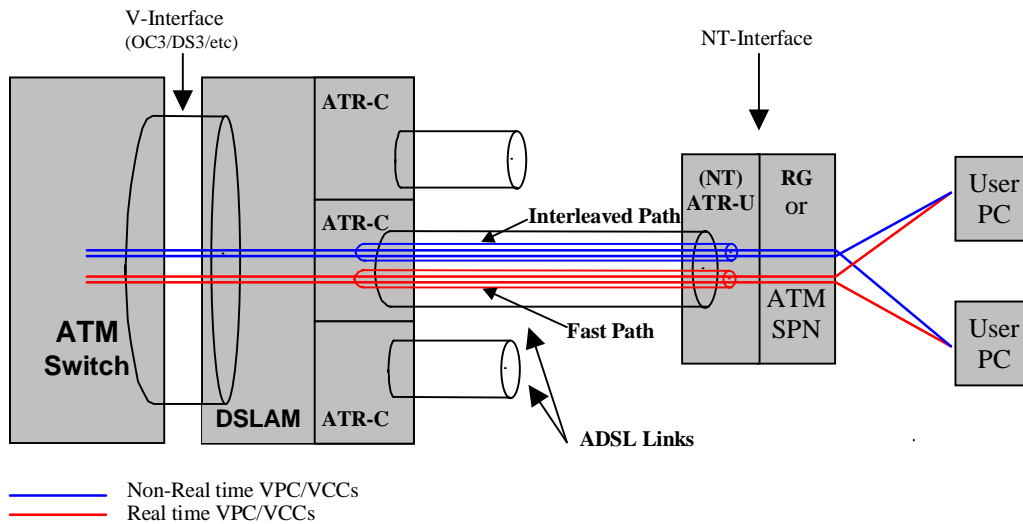 V-Interface
(OC3/DS3/etc)
NT-Interface
ATR-C
ATR-C
ATR-C
(NT)
ATR-U
RG
or
ATM
SPN
User
PC
User
PC
Interleaved Path
Fast Path
ATM
Switch
DSLAM
ADSL Links
Non-Real time VPC/VCCs
Real time VPC/VCCs